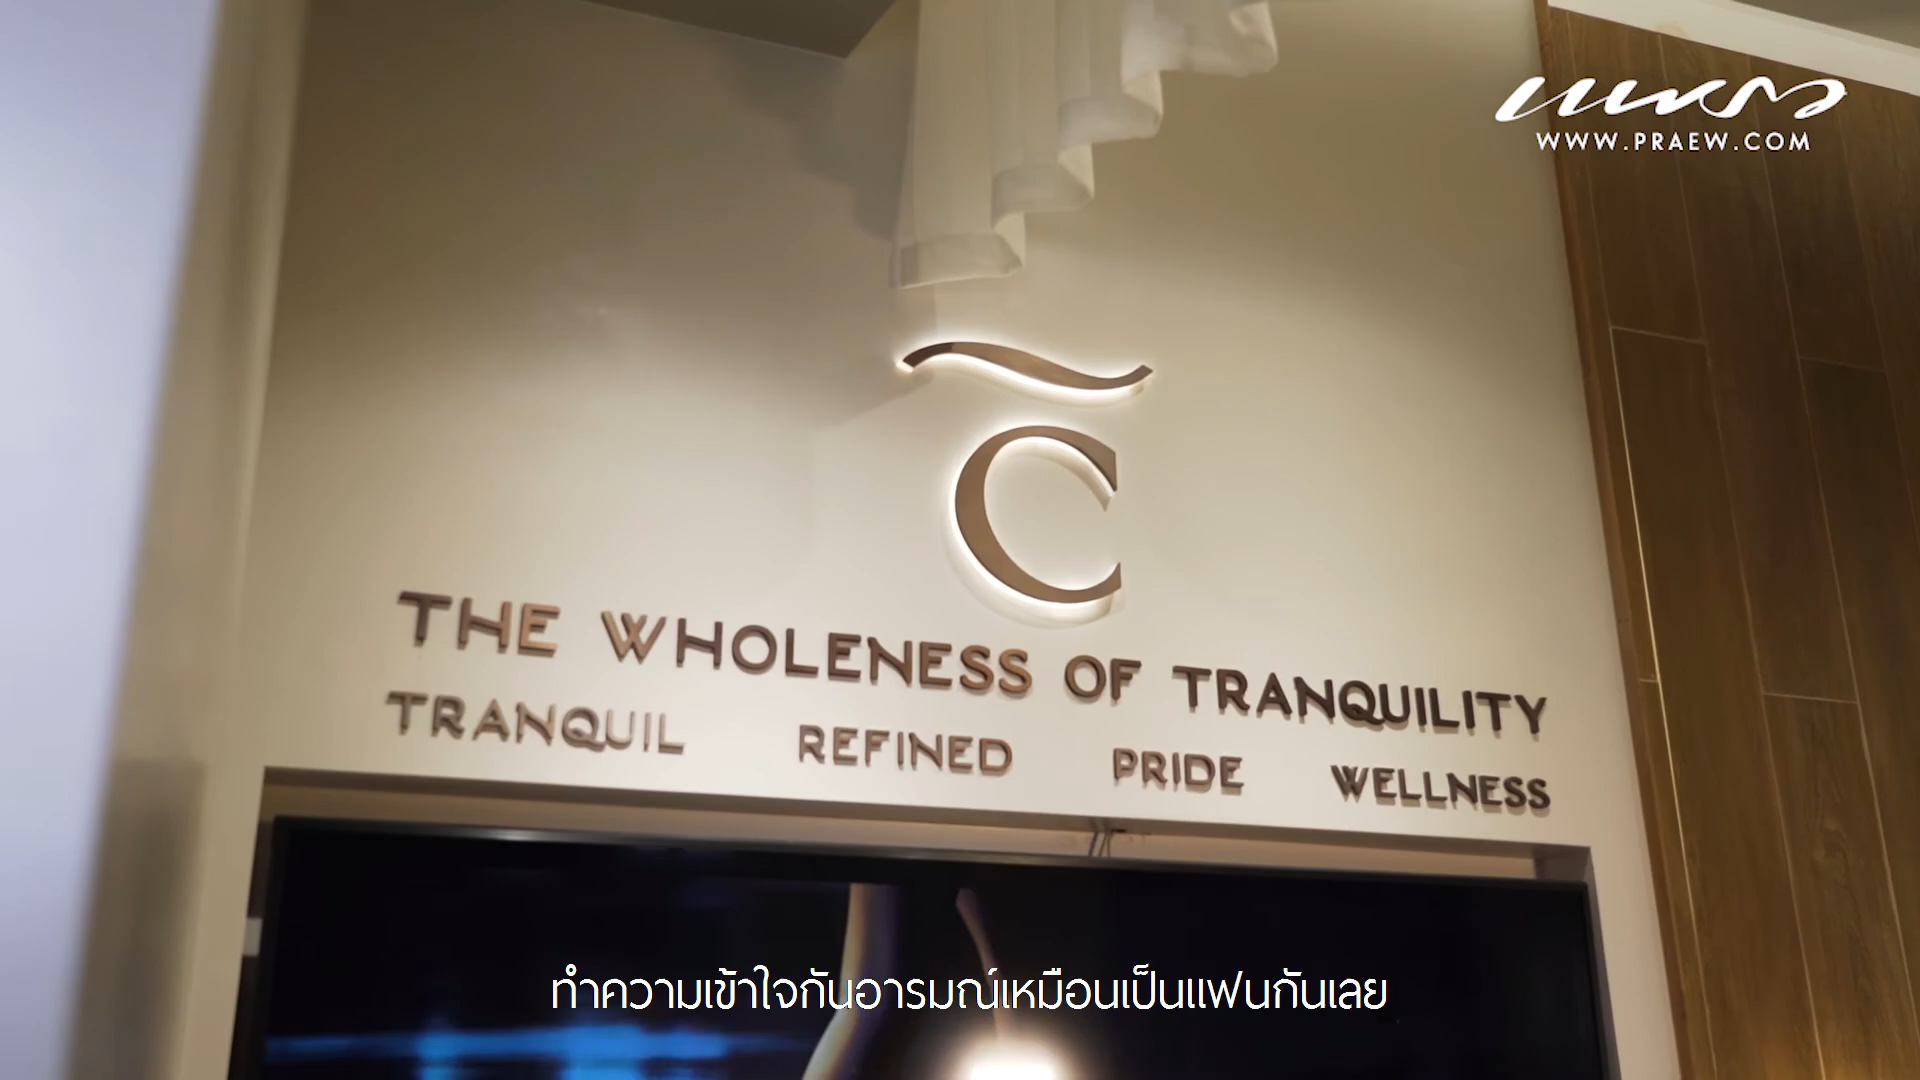 แพรว
WWW.PRAEW.COM
C̃
THE WHOLENESS OF TRANQUILITY
TRANQUIL REFINED PRIDE WELLNESS
ทำความเข้าใจกันอารมณ์เหมือนเป็นแฟนกันเลย